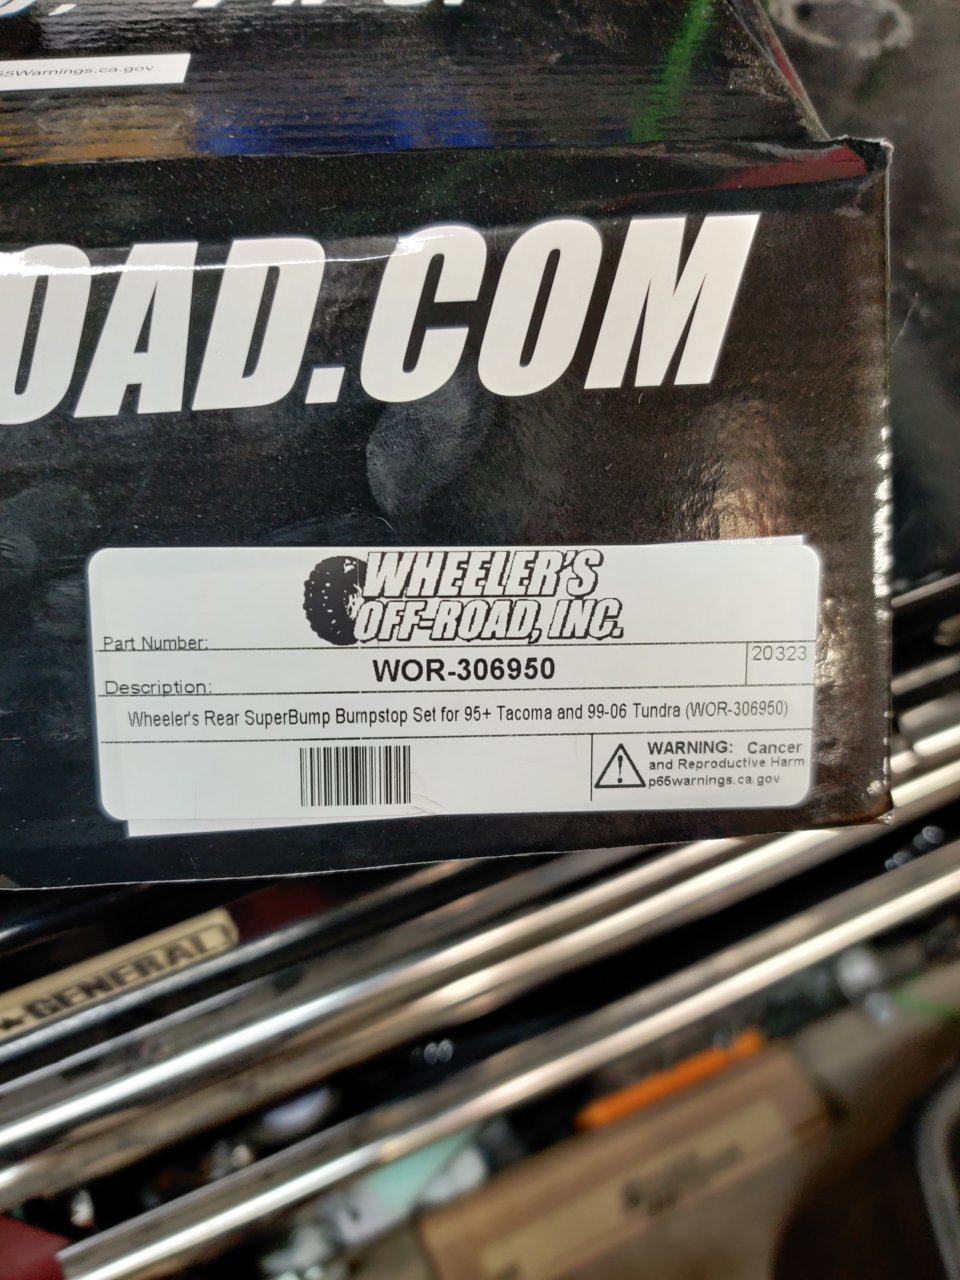 65Warnings.ca.gov
OAD.COM
WHEELER'S
OFF-ROAD, INC.
Part Number:
WOR-306950
20323
Description:
Wheeler's Rear SuperBump Bumpstop Set for 95+ Tacoma and 99-06 Tundra (WOR-306950)
WARNING: Cancer
and Reproductive Harm
p65warnings.ca.gov
GENERAL